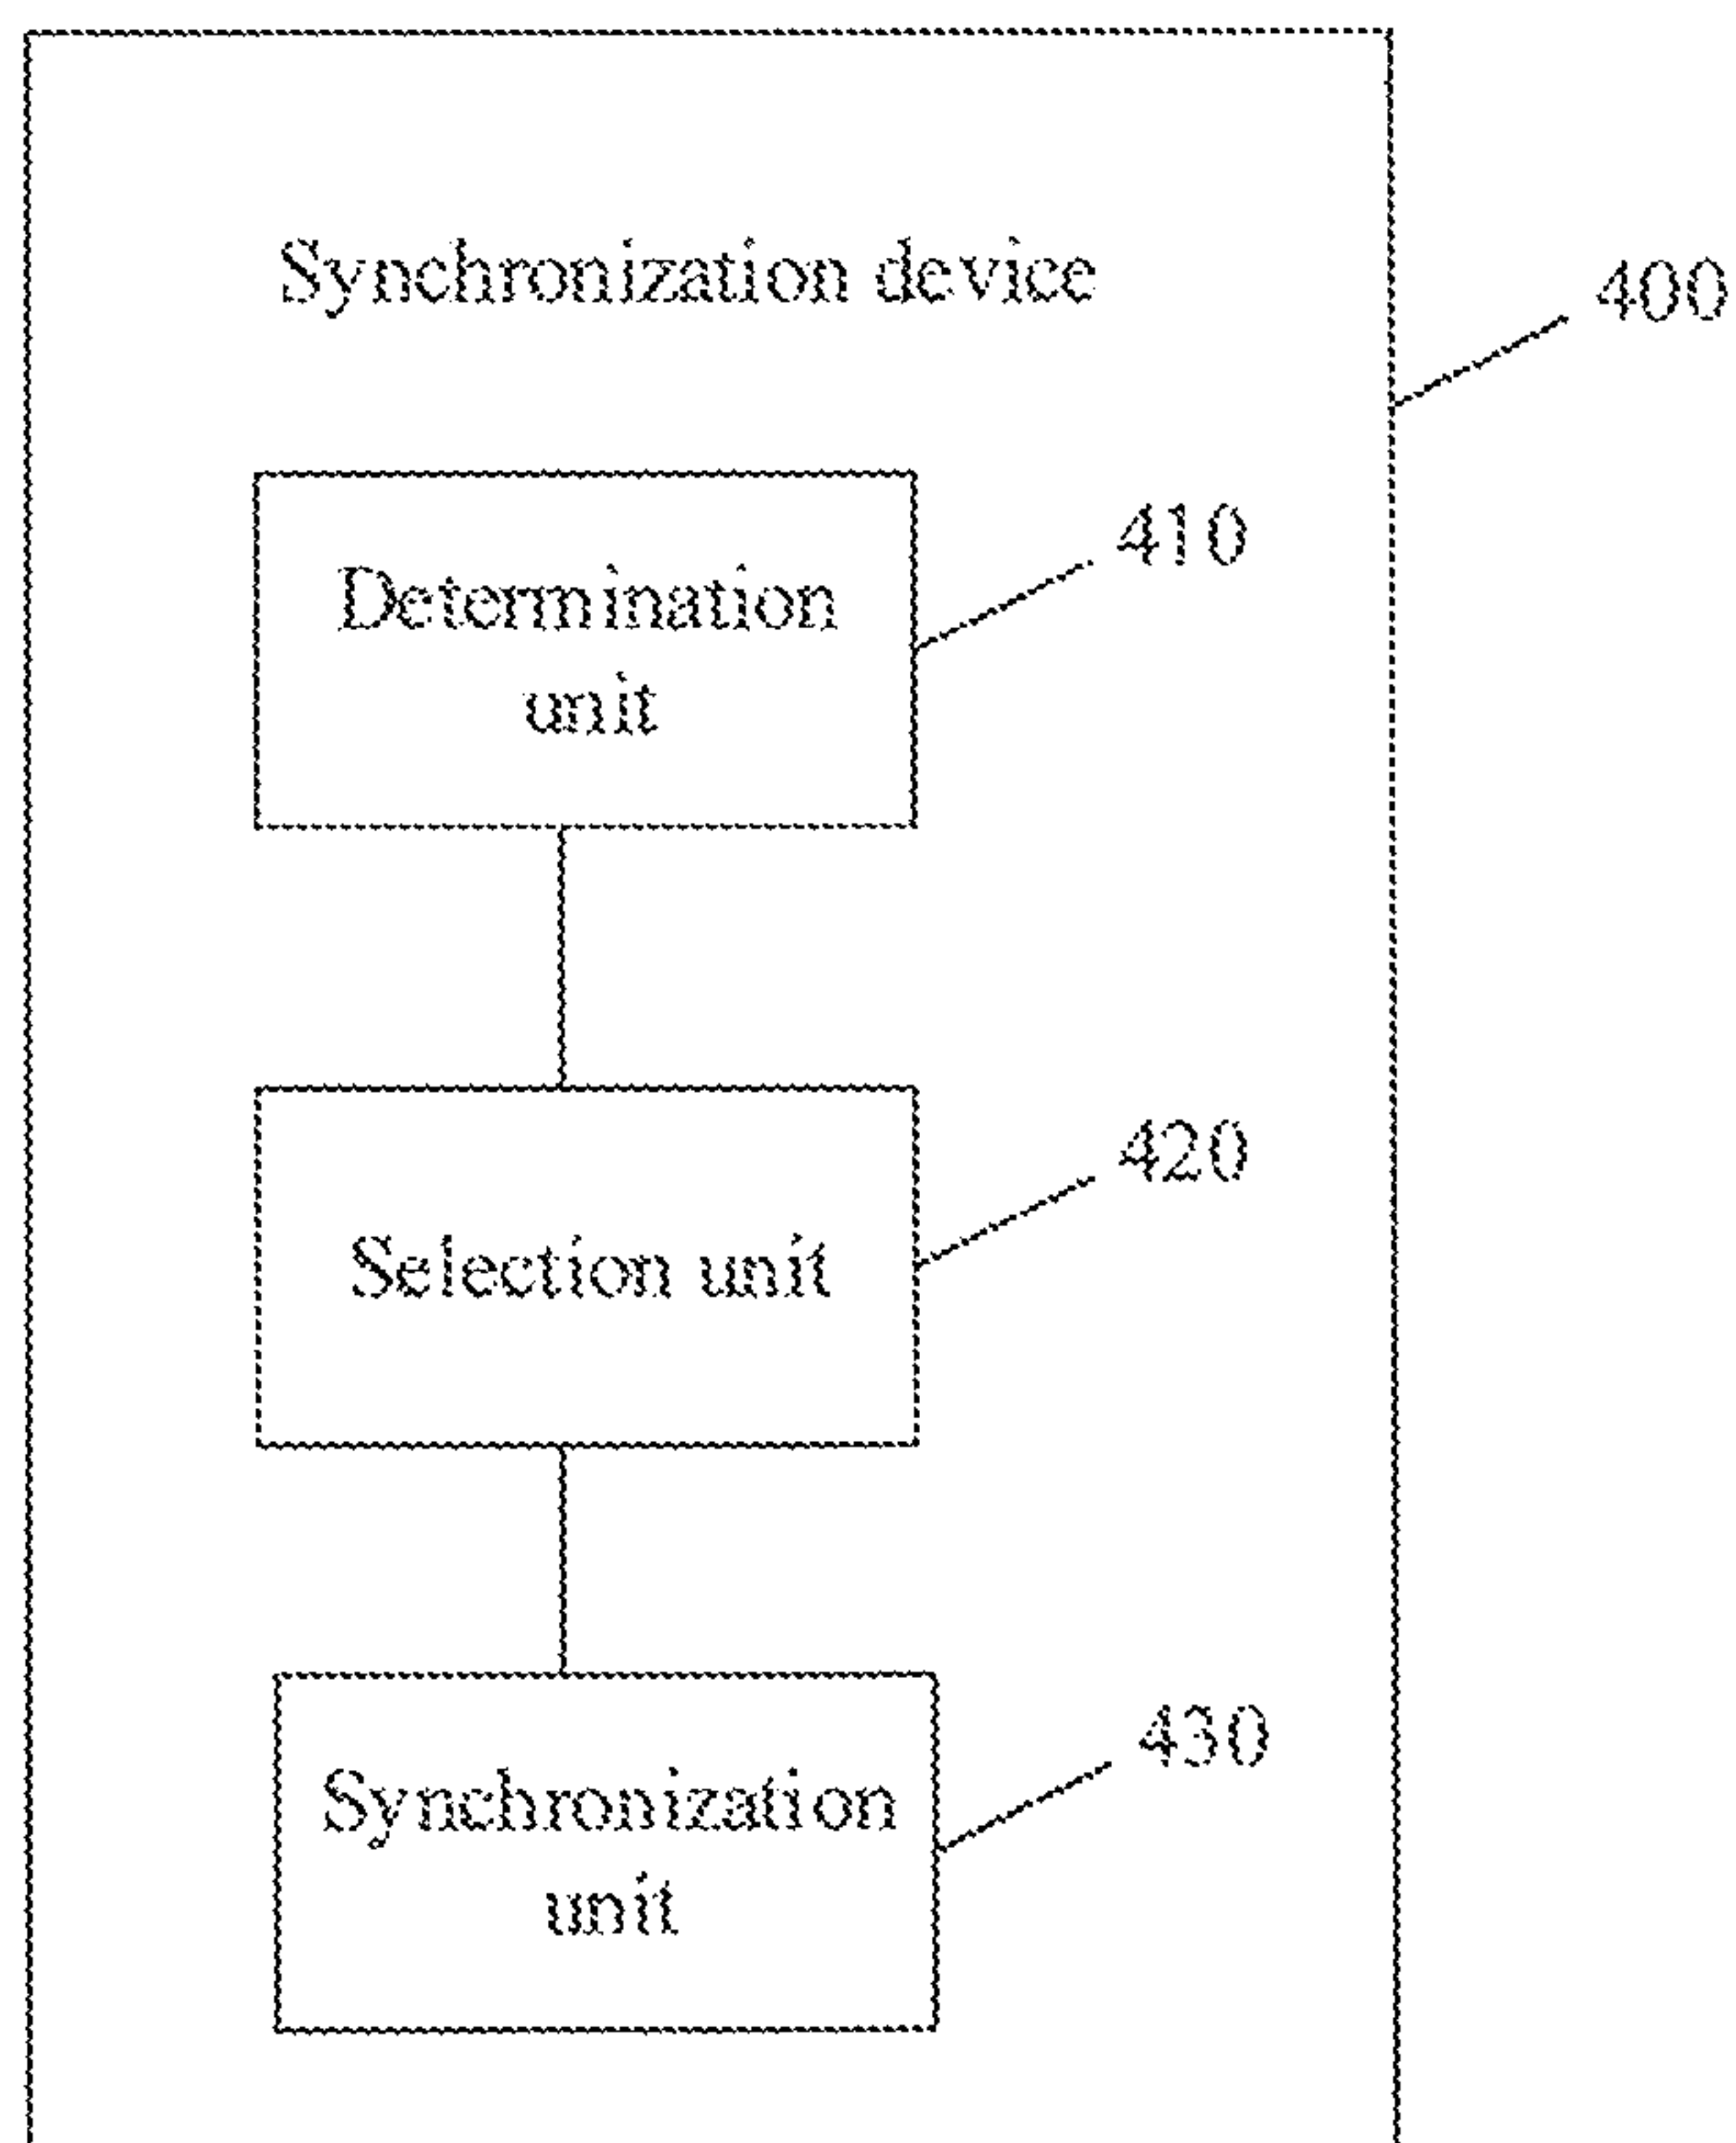 Synchronization device
400
410
Determination
unit
420
Selection unit
430
Synchronization
unit